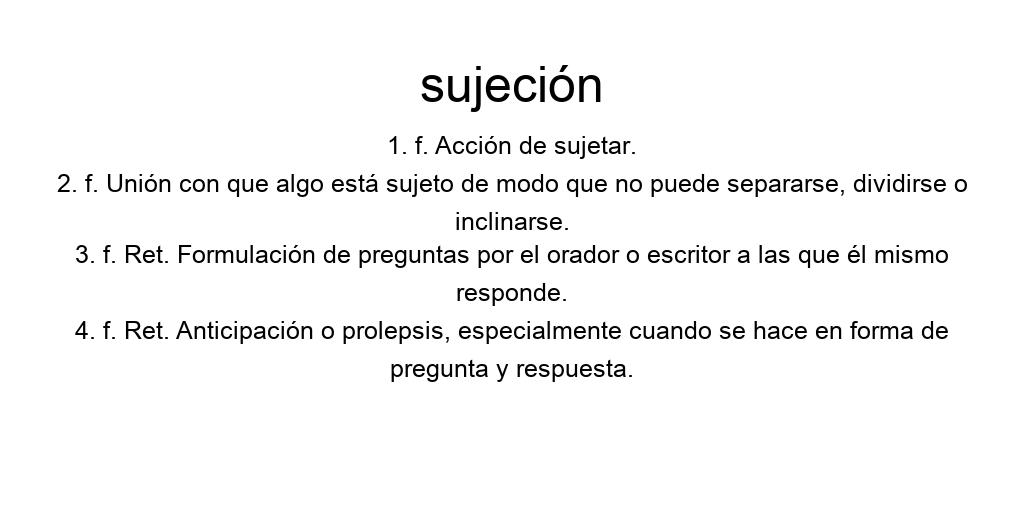 sujeción
1. f. Acción de sujetar.
2. f. Unión con que algo está sujeto de modo que no puede separarse, dividirse o
inclinarse.
3. f. Ret. Formulación de preguntas por el orador o escritor a las que él mismo
responde.
4. f. Ret. Anticipación o prolepsis, especialmente cuando se hace en forma de
pregunta y respuesta.